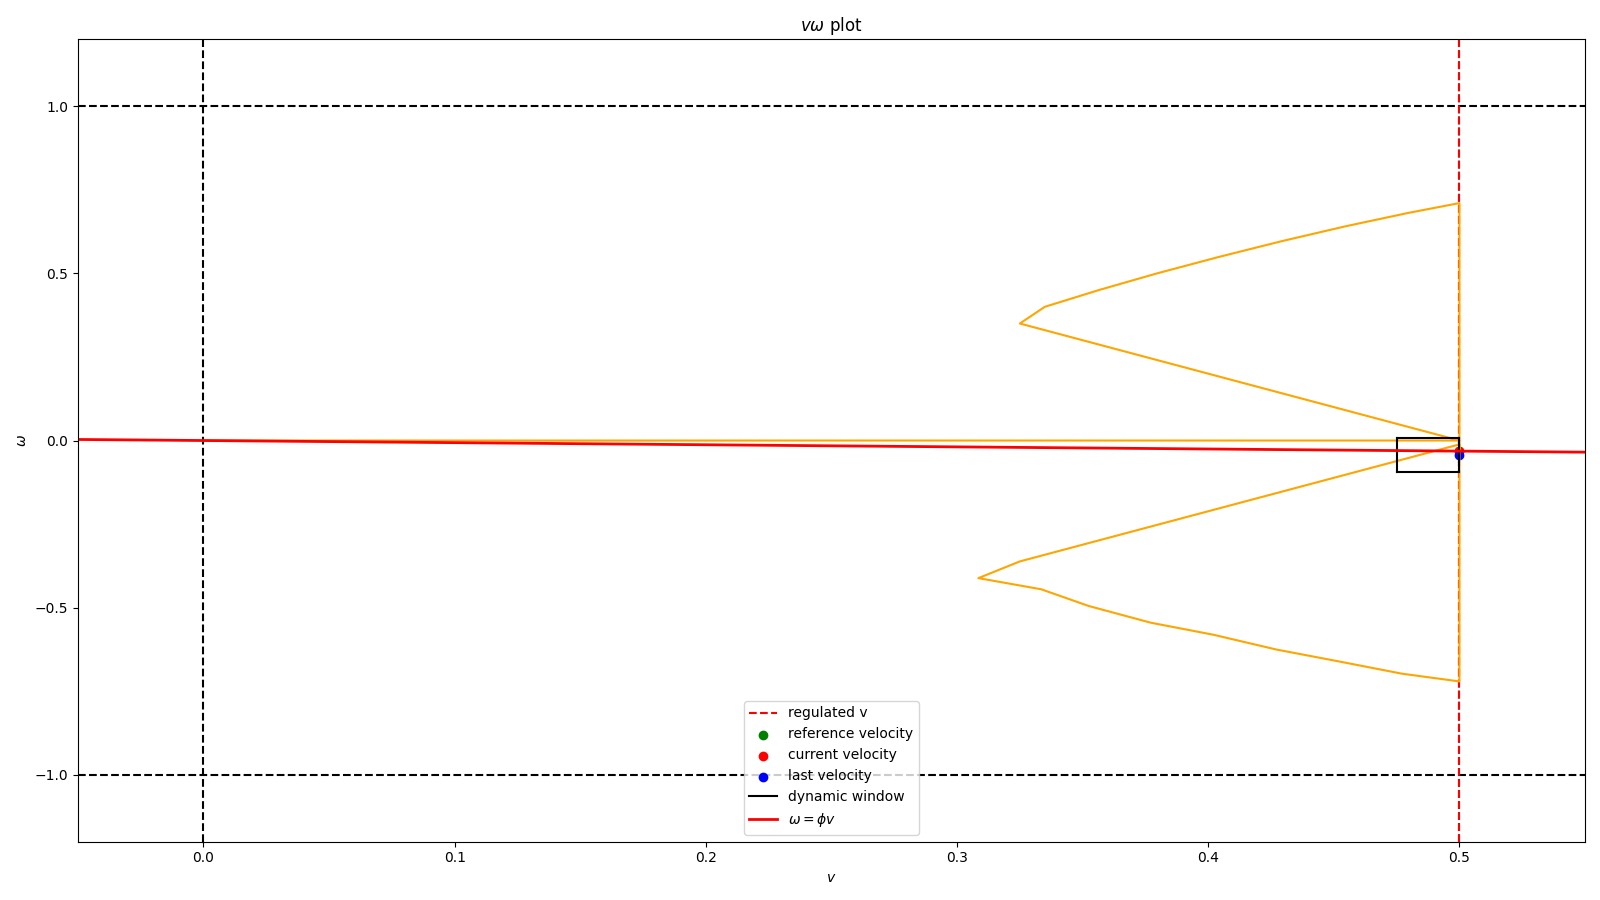 vω plot
1.0
0.5
0.0
−0.5
−1.0
ω
0.0 0.1 0.2 0.3 0.4 0.5
v
regulated v
reference velocity
current velocity
last velocity
dynamic window
ω = ϕv